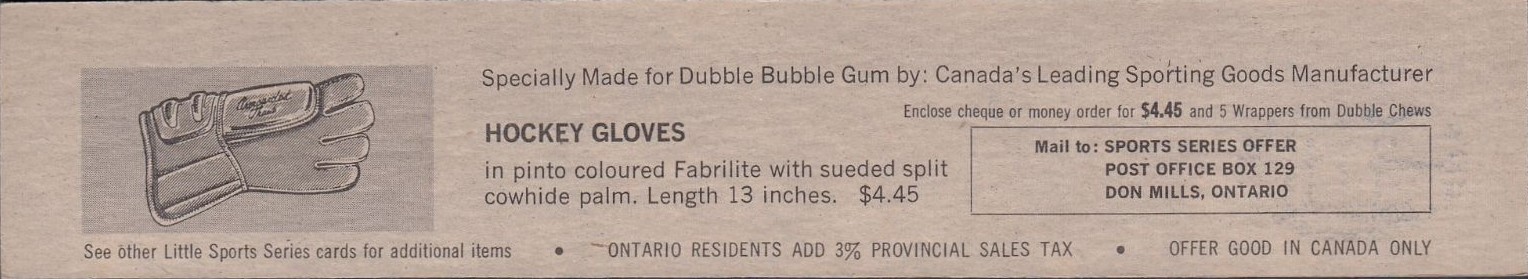 Specially Made for Dubble Bubble Gum by: Canada's Leading Sporting Goods Manufacturer
Enclose cheque or money order for $4.45 and 5 Wrappers from Dubble Chews
HOCKEY GLOVES
in pinto coloured Fabrilite with sueded split
cowhide palm. Length 13 inches. $4.45
Mail to: SPORTS SERIES OFFER
POST OFFICE BOX 129
DON MILLS, ONTARIO
See other Little Sports Series cards for additional items • ONTARIO RESIDENTS ADD 3% PROVINCIAL SALES TAX • OFFER GOOD IN CANADA ONLY